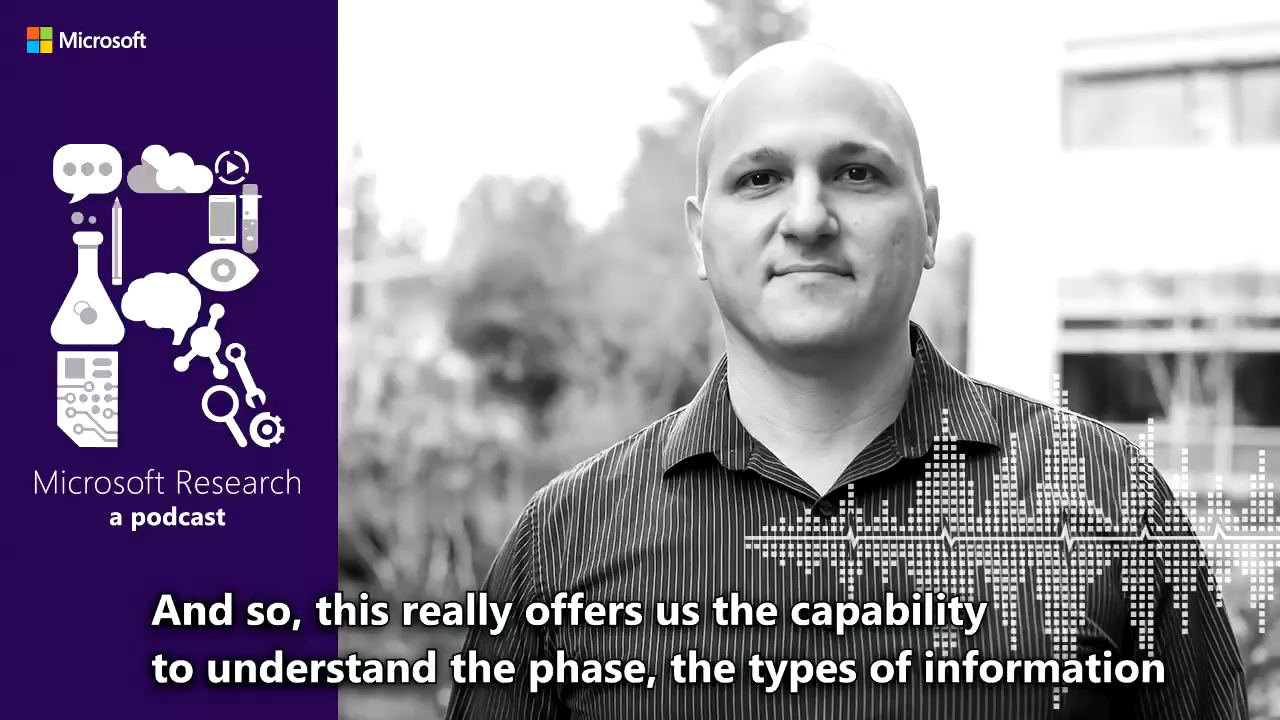 Microsoft
Microsoft Research
a podcast
And so, this really offers us the capability
to understand the phase, the types of information